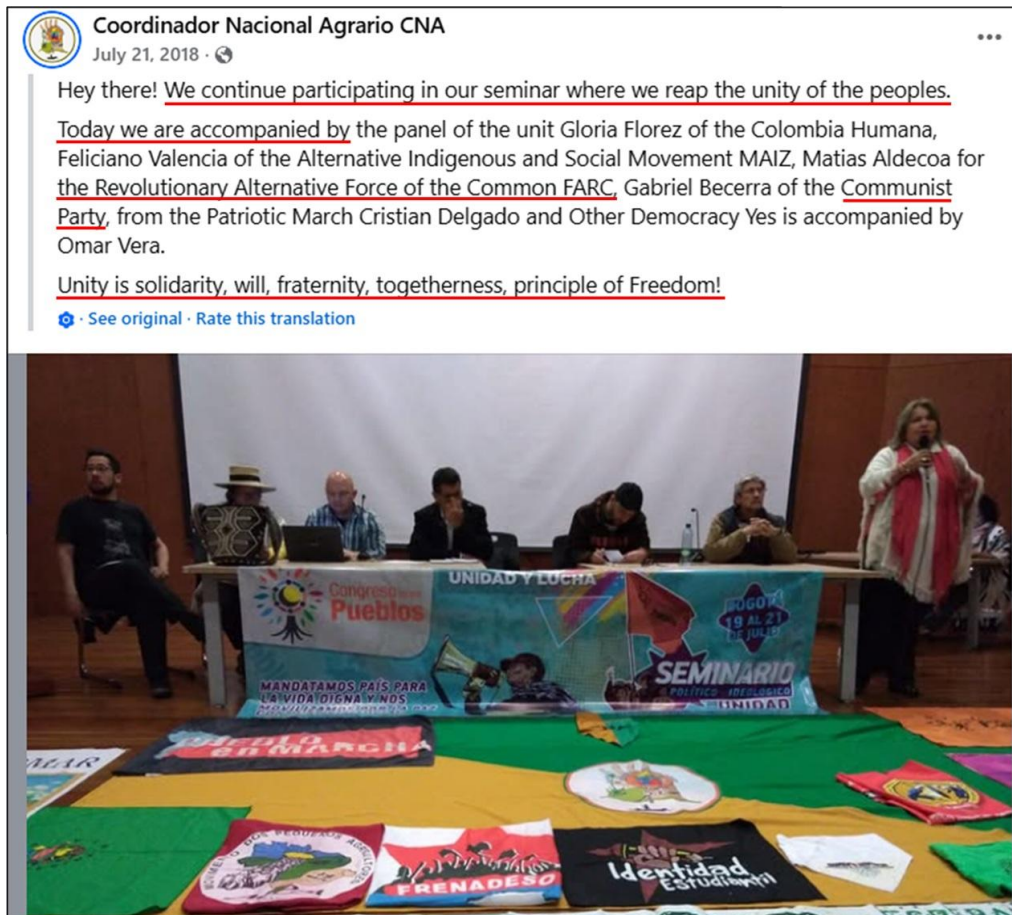 Coordinador Nacional Agrario CNA
July 21, 2018
Hey there! We continue participating in our seminar where we reap the unity of the peoples.
Today we are accompanied by the panel of the unit Gloria Florez of the Colombia Humana,
Feliciano Valencia of the Alternative Indigenous and Social Movement MAIZ, Matias Aldecoa for
the Revolutionary Alternative Force of the Common FARC, Gabriel Becerra of the Communist
Party, from the Patriotic March Cristian Delgado and Other Democracy Yes is accompanied by
Omar Vera.
Unity is solidarity, will, fraternity, togetherness, principle of Freedom!
· See original · Rate this translation
Congreso
Pueblos
UNIDAD Y LUCHA
BOGOTÁ
19 AL 21
DE JULIO
SEMINARIO
POLÍTICO IDEOLÓGICO
UNIDAD
MANDATAMOS PAÍS PARA
LA VIDA DIGNA Y NOS
en MARCHA
MOVIMENTO DOS PEQUENOS AGRICULTORES
FRENADESO
Identidad
Estudiantil